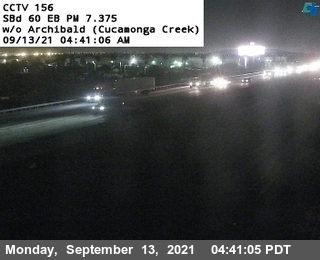 CCTV 156
SBd 60 EB PM 7.375
w/o Archibald (Cucamonga Creek)
09/13/21 04:41:06 AM
Monday, September 13, 2021 04:41:05 PDT